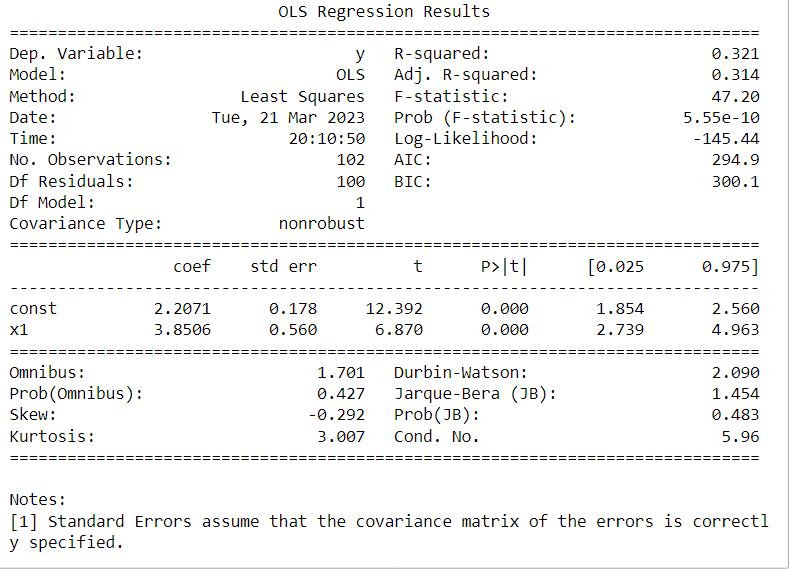 OLS Regression Results
==============================================================================
Dep. Variable:                      y   R-squared:                       0.321
Model:                            OLS   Adj. R-squared:                  0.314
Method:                 Least Squares   F-statistic:                     47.20
Date:                Tue, 21 Mar 2023   Prob (F-statistic):           5.55e-10
Time:                        20:10:50   Log-Likelihood:                -145.44
No. Observations:                 102   AIC:                             294.9
Df Residuals:                     100   BIC:                             300.1
Df Model:                           1
Covariance Type:            nonrobust
==============================================================================
                 coef    std err          t      P>|t|      [0.025      0.975]
------------------------------------------------------------------------------
const          2.2071      0.178     12.392      0.000       1.854       2.560
x1             3.8506      0.560      6.870      0.000       2.739       4.963
==============================================================================
Omnibus:                        1.701   Durbin-Watson:                   2.090
Prob(Omnibus):                  0.427   Jarque-Bera (JB):                1.454
Skew:                          -0.292   Prob(JB):                        0.483
Kurtosis:                       3.007   Cond. No.                         5.96
==============================================================================
Notes:
[1] Standard Errors assume that the covariance matrix of the errors is correctl
y specified.